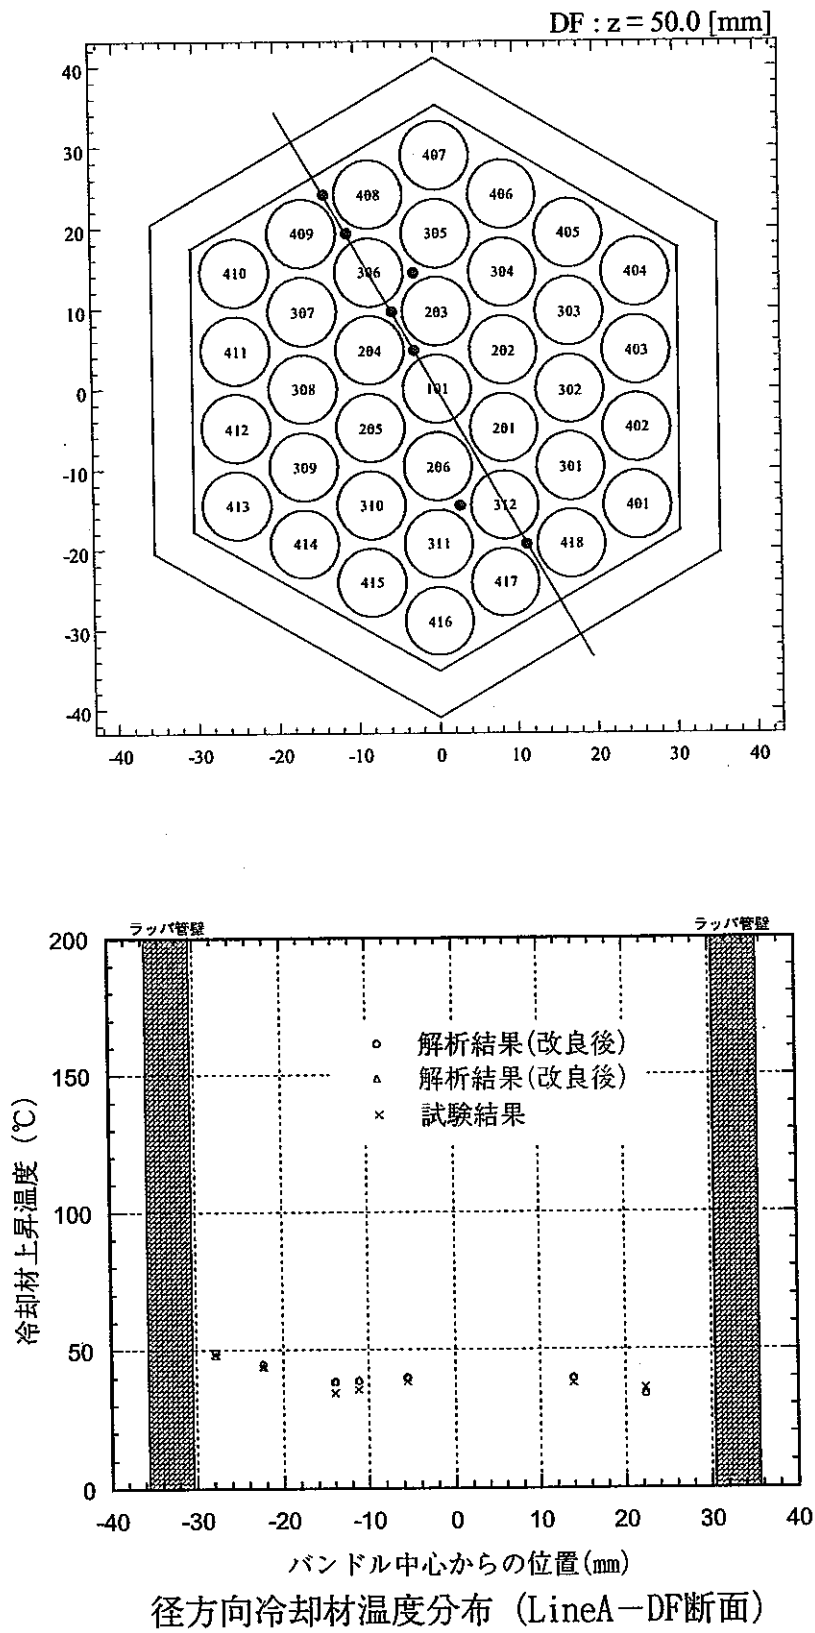 DF : z = 50.0 [mm]
40
30
20
10
0
-10
-20
-30
-40
407
408 406
409 305 405
410 306 304 404
307 203 303
411 204 202 403
308 101 302
412 205 201 402
309 206 301
413 310 312 401
414 311 418
415 417
416
-40 -30 -20 -10 0 10 20 30 40
ラッパ管壁 ラッパ管壁
200
150
100
50
0
解析結果(改良後)
解析結果(改良後)
試験結果
冷却材上昇温度 (℃)
-40 -30 -20 -10 0 10 20 30 40
バンドル中心からの位置(mm)
径方向冷却材温度分布 (LineA－DF断面)